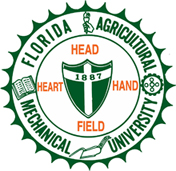 FLORIDA AGRICULTURAL
MECHANICAL UNIVERSITY
HEAD
HEART
HAND
FIELD
1887